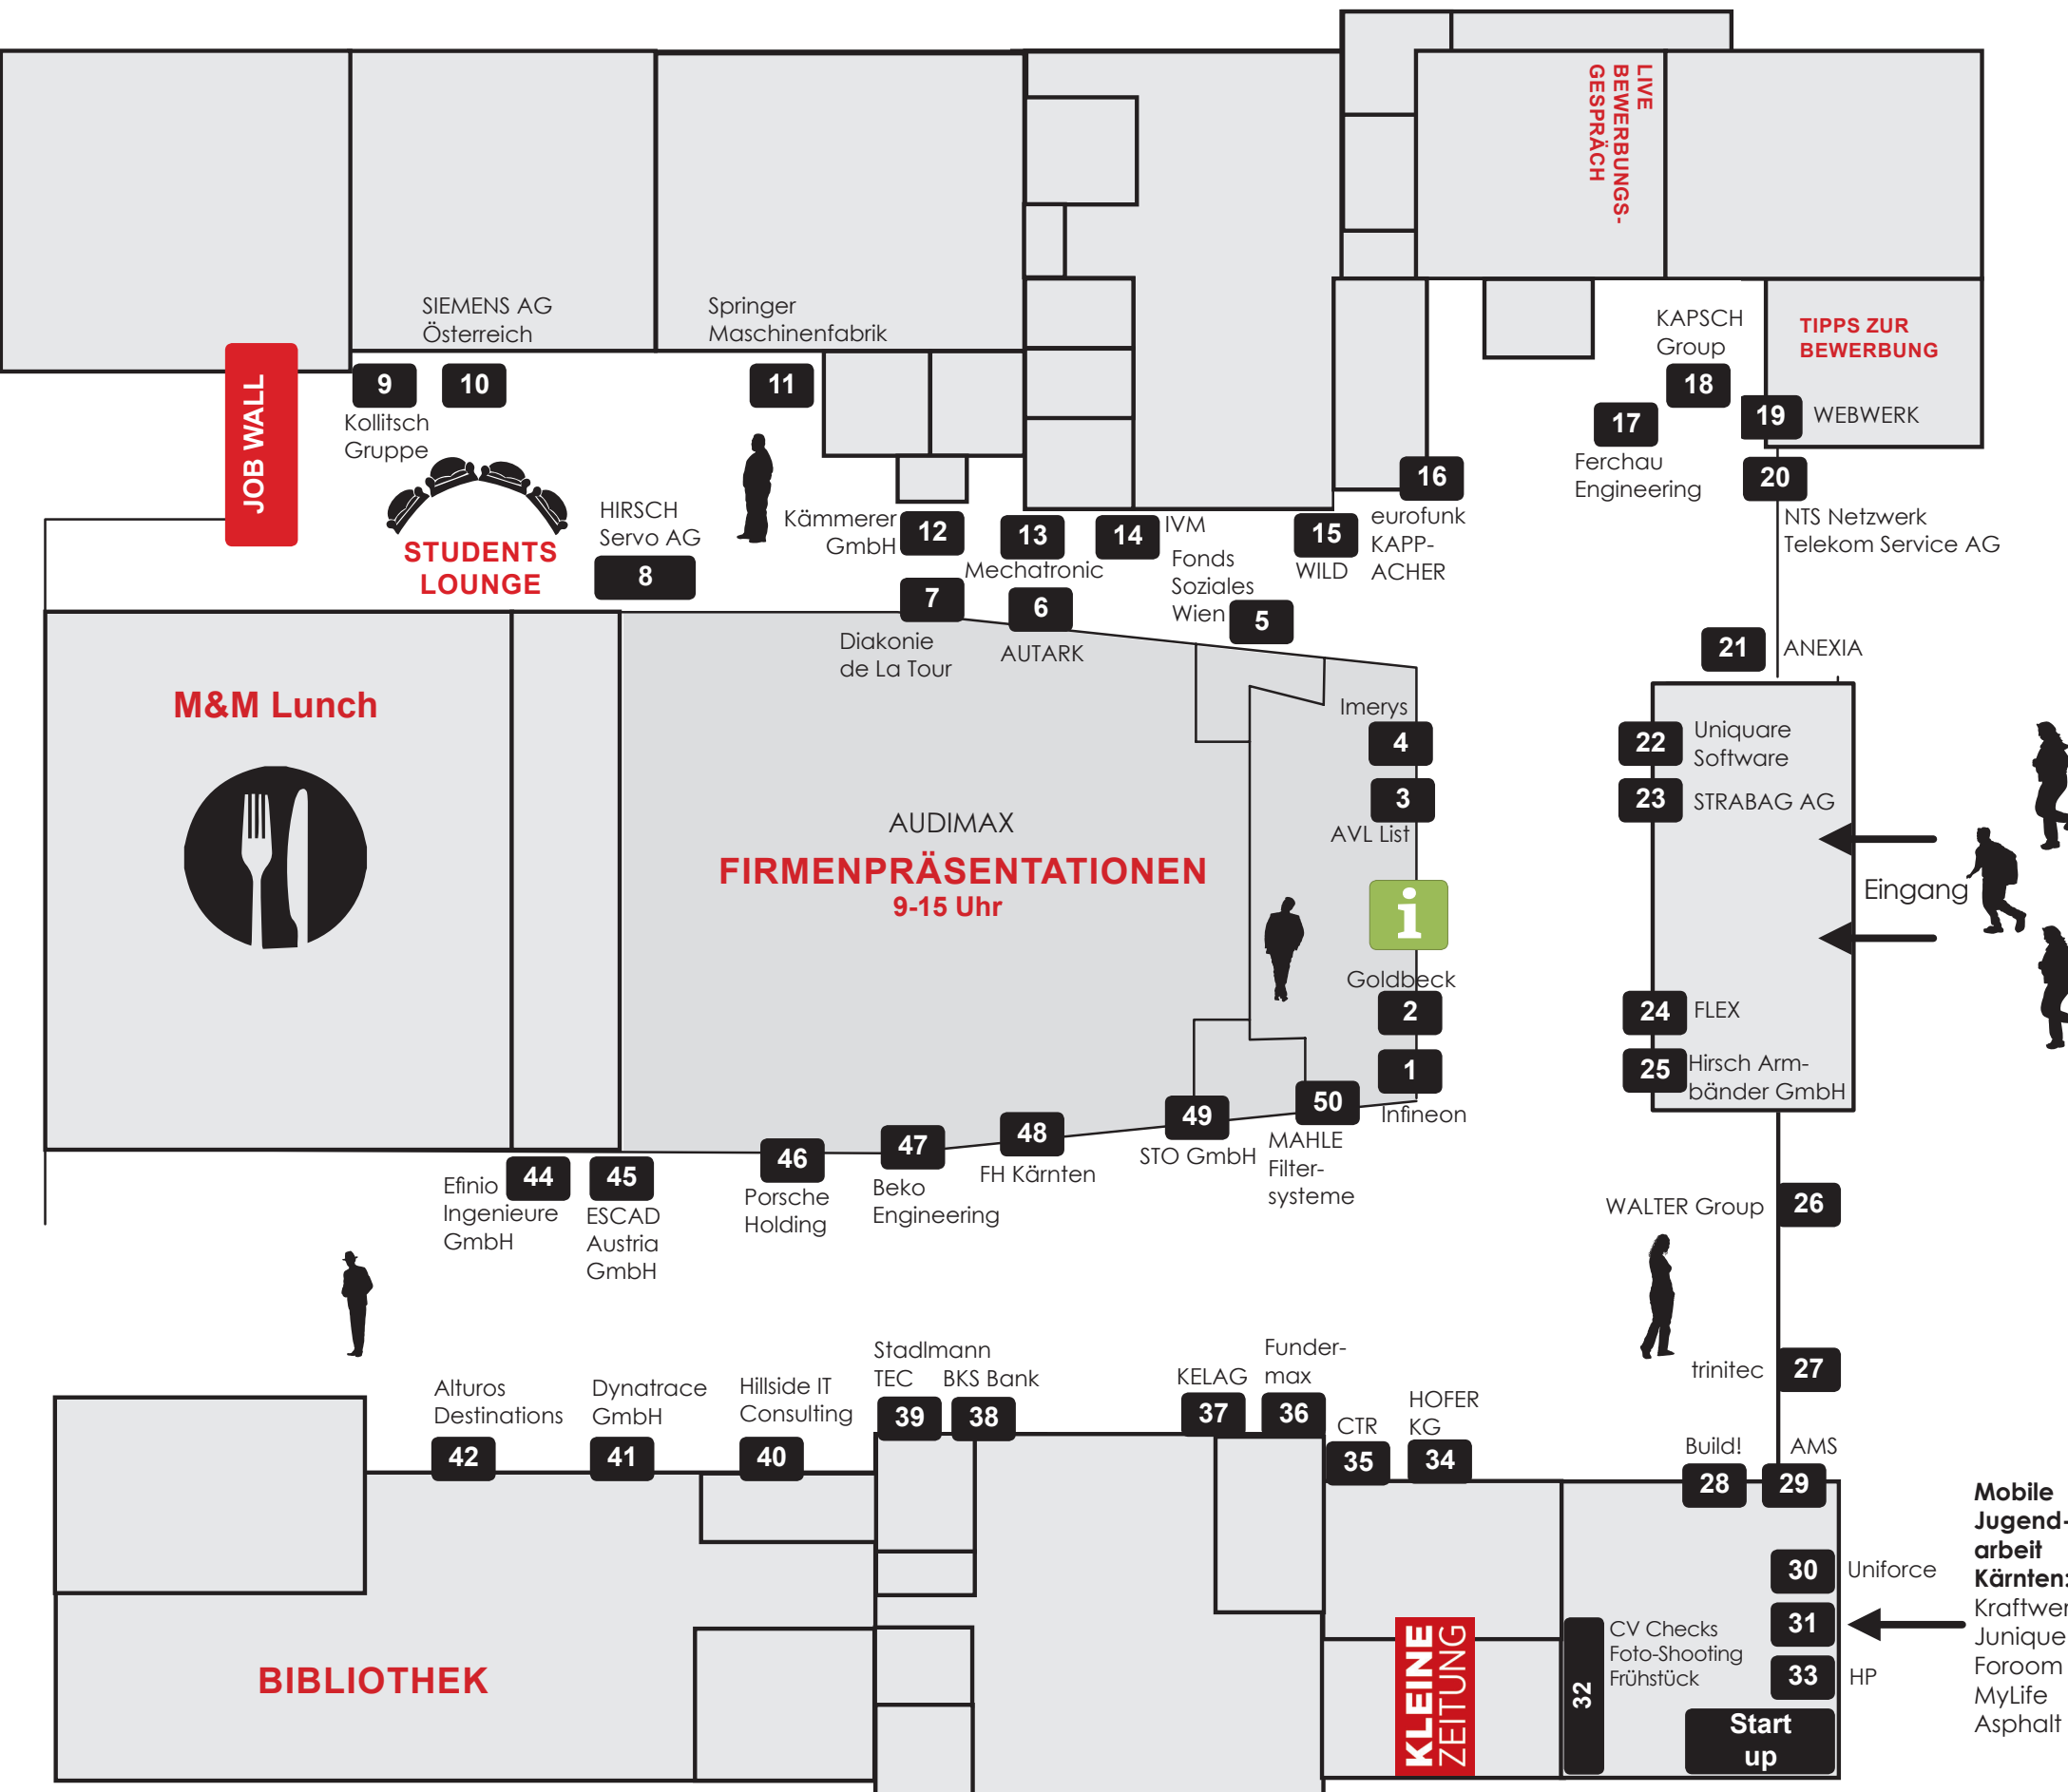 LIVE
BEWERBUNGS-
GESPRÄCH
SIEMENS AG
Österreich
Springer
Maschinenfabrik
KAPSCH
Group
TIPPS ZUR
BEWERBUNG
JOB WALL
9
10
11
18
19
WEBWERK
Kollitsch
Gruppe
17
Ferchau
Engineering
16
20
STUDENTS
LOUNGE
HIRSCH
Servo AG
8
Kämmerer
GmbH
12
13
Mechatronic
14
IVM
15
WILD
eurofunk
KAPP-
ACHER
NTS Netzwerk
Telekom Service AG
Fonds
Soziales
Wien
5
7
Diakonie
de La Tour
6
AUTARK
21
ANEXIA
M&M Lunch
Imerys
4
3
AVL List
22
Uniquare
Software
23
STRABAG AG
AUDIMAX
FIRMENPRÄSENTATIONEN
9-15 Uhr
i
Eingang
Goldbeck
2
1
Infineon
24
FLEX
25
Hirsch Arm-
bänder GmbH
50
MAHLE
Filter-
systeme
49
STO GmbH
48
FH Kärnten
47
Beko
Engineering
46
Porsche
Holding
45
ESCAD
Austria
GmbH
44
Efinio
Ingenieure
GmbH
WALTER Group
26
trinitec
27
Alturos
Destinations
42
Dynatrace
GmbH
41
Hillside IT
Consulting
40
Stadlmann
TEC
39
BKS Bank
38
KELAG
37
Funder-
max
36
CTR
35
HOFER
KG
34
Build!
28
AMS
29
30
Uniforce
31
33
HP
Mobile
Jugend-
arbeit
Kärnten:
Junique
Foroom
MyLife
Asphalt
BIBLIOTHEK
KLEINE
ZEITUNG
32
CV Checks
Foto-Shooting
Frühstück
Start
up